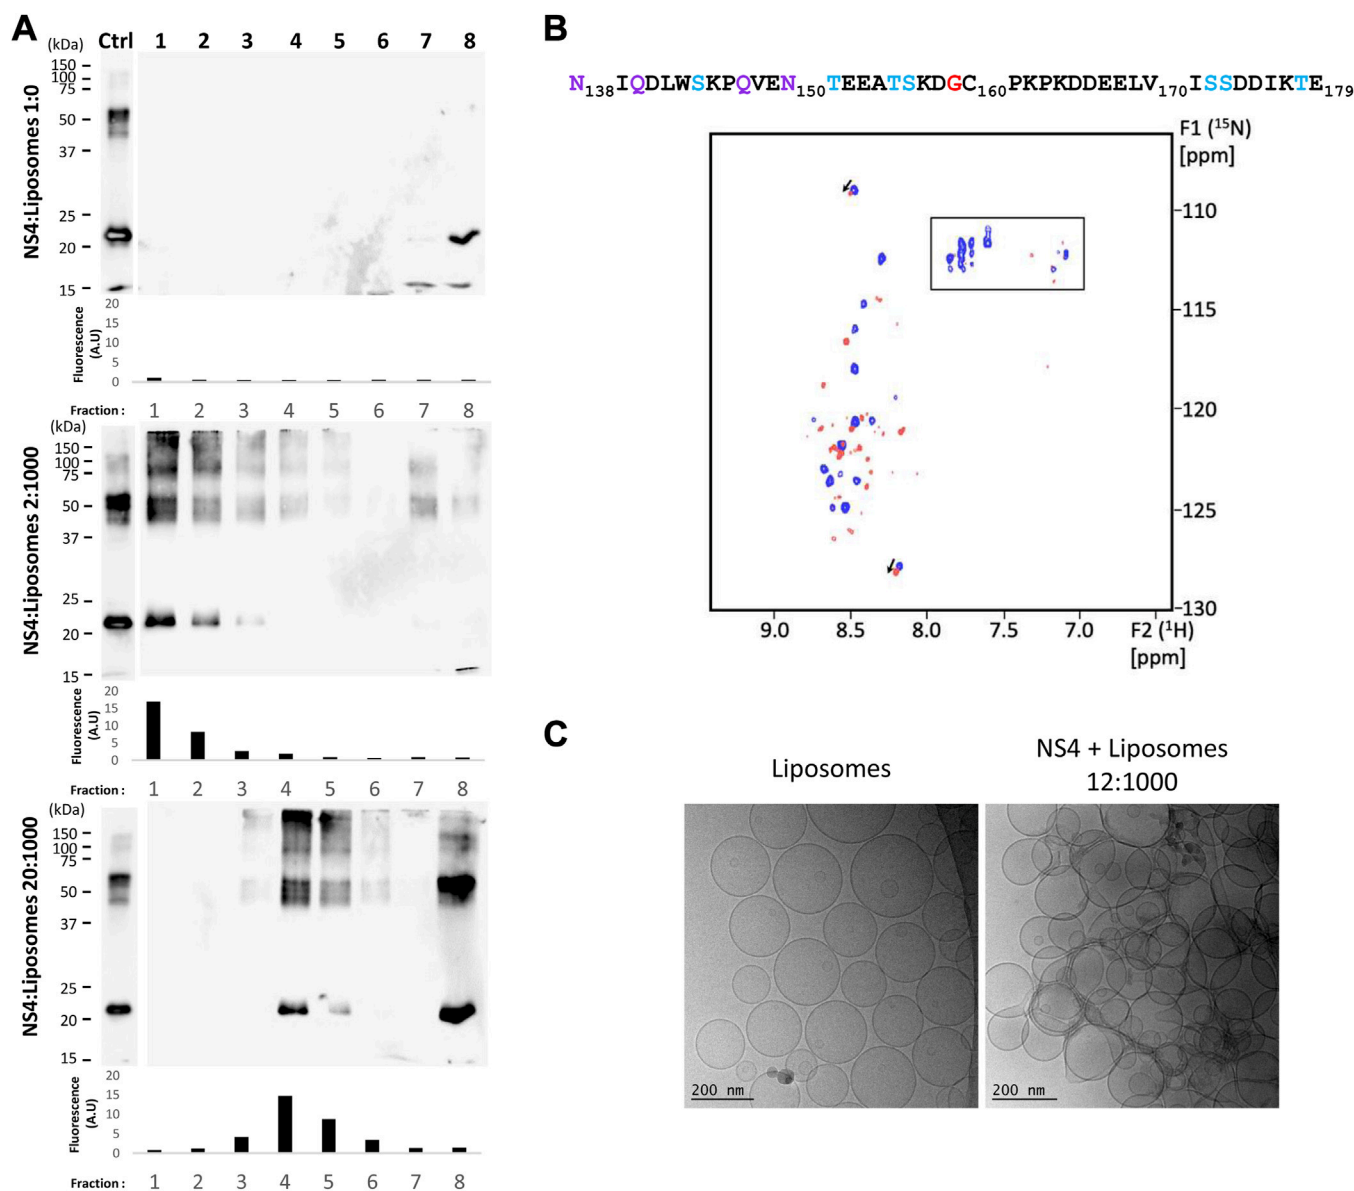 A
(kDa) Ctrl 1 2 3 4 5 6 7 8
NS4:Liposomes 1:0
150
100
75
50
37
25
20
15
Fluorescence (A.U)
20
15
10
5
0
Fraction : 1 2 3 4 5 6 7 8
(kDa)
NS4:Liposomes 2:1000
150
100
75
50
37
25
20
15
Fluorescence (A.U)
20
15
10
5
0
Fraction : 1 2 3 4 5 6 7 8
(kDa)
NS4:Liposomes 20:1000
150
100
75
50
37
25
20
15
Fluorescence (A.U)
20
15
10
5
0
Fraction : 1 2 3 4 5 6 7 8
B
N138IQDLWSKPQVEN150TEEATSKDGC160PKPKDDEELV170ISSDDIKTE179
F1 (15N)
[ppm]
110
115
120
125
130
9.0 8.5 8.0 7.5 7.0 F2 (1H)
[ppm]
C
Liposomes
NS4 + Liposomes
12:1000
200 nm
200 nm